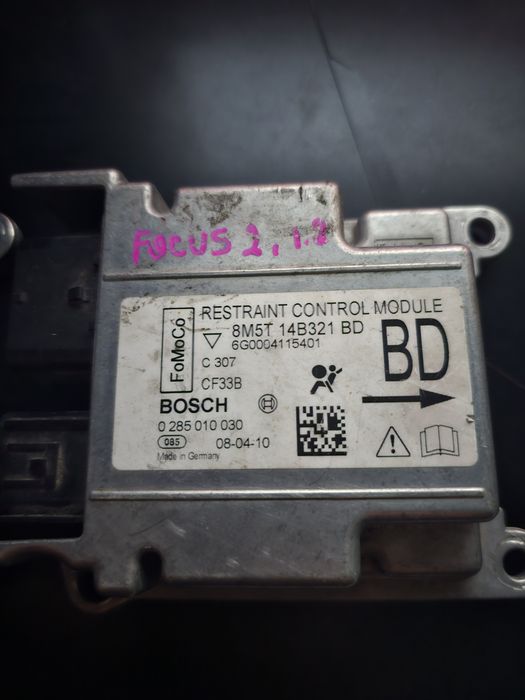 FOCUS 2, 1.8
RESTRAINT CONTROL MODULE
FoMoCo
8M5T 14B321 BD
6G0004115401
BD
C 307
CF33B
BOSCH
0 285 010 030
085 08-04-10
Made in Germany